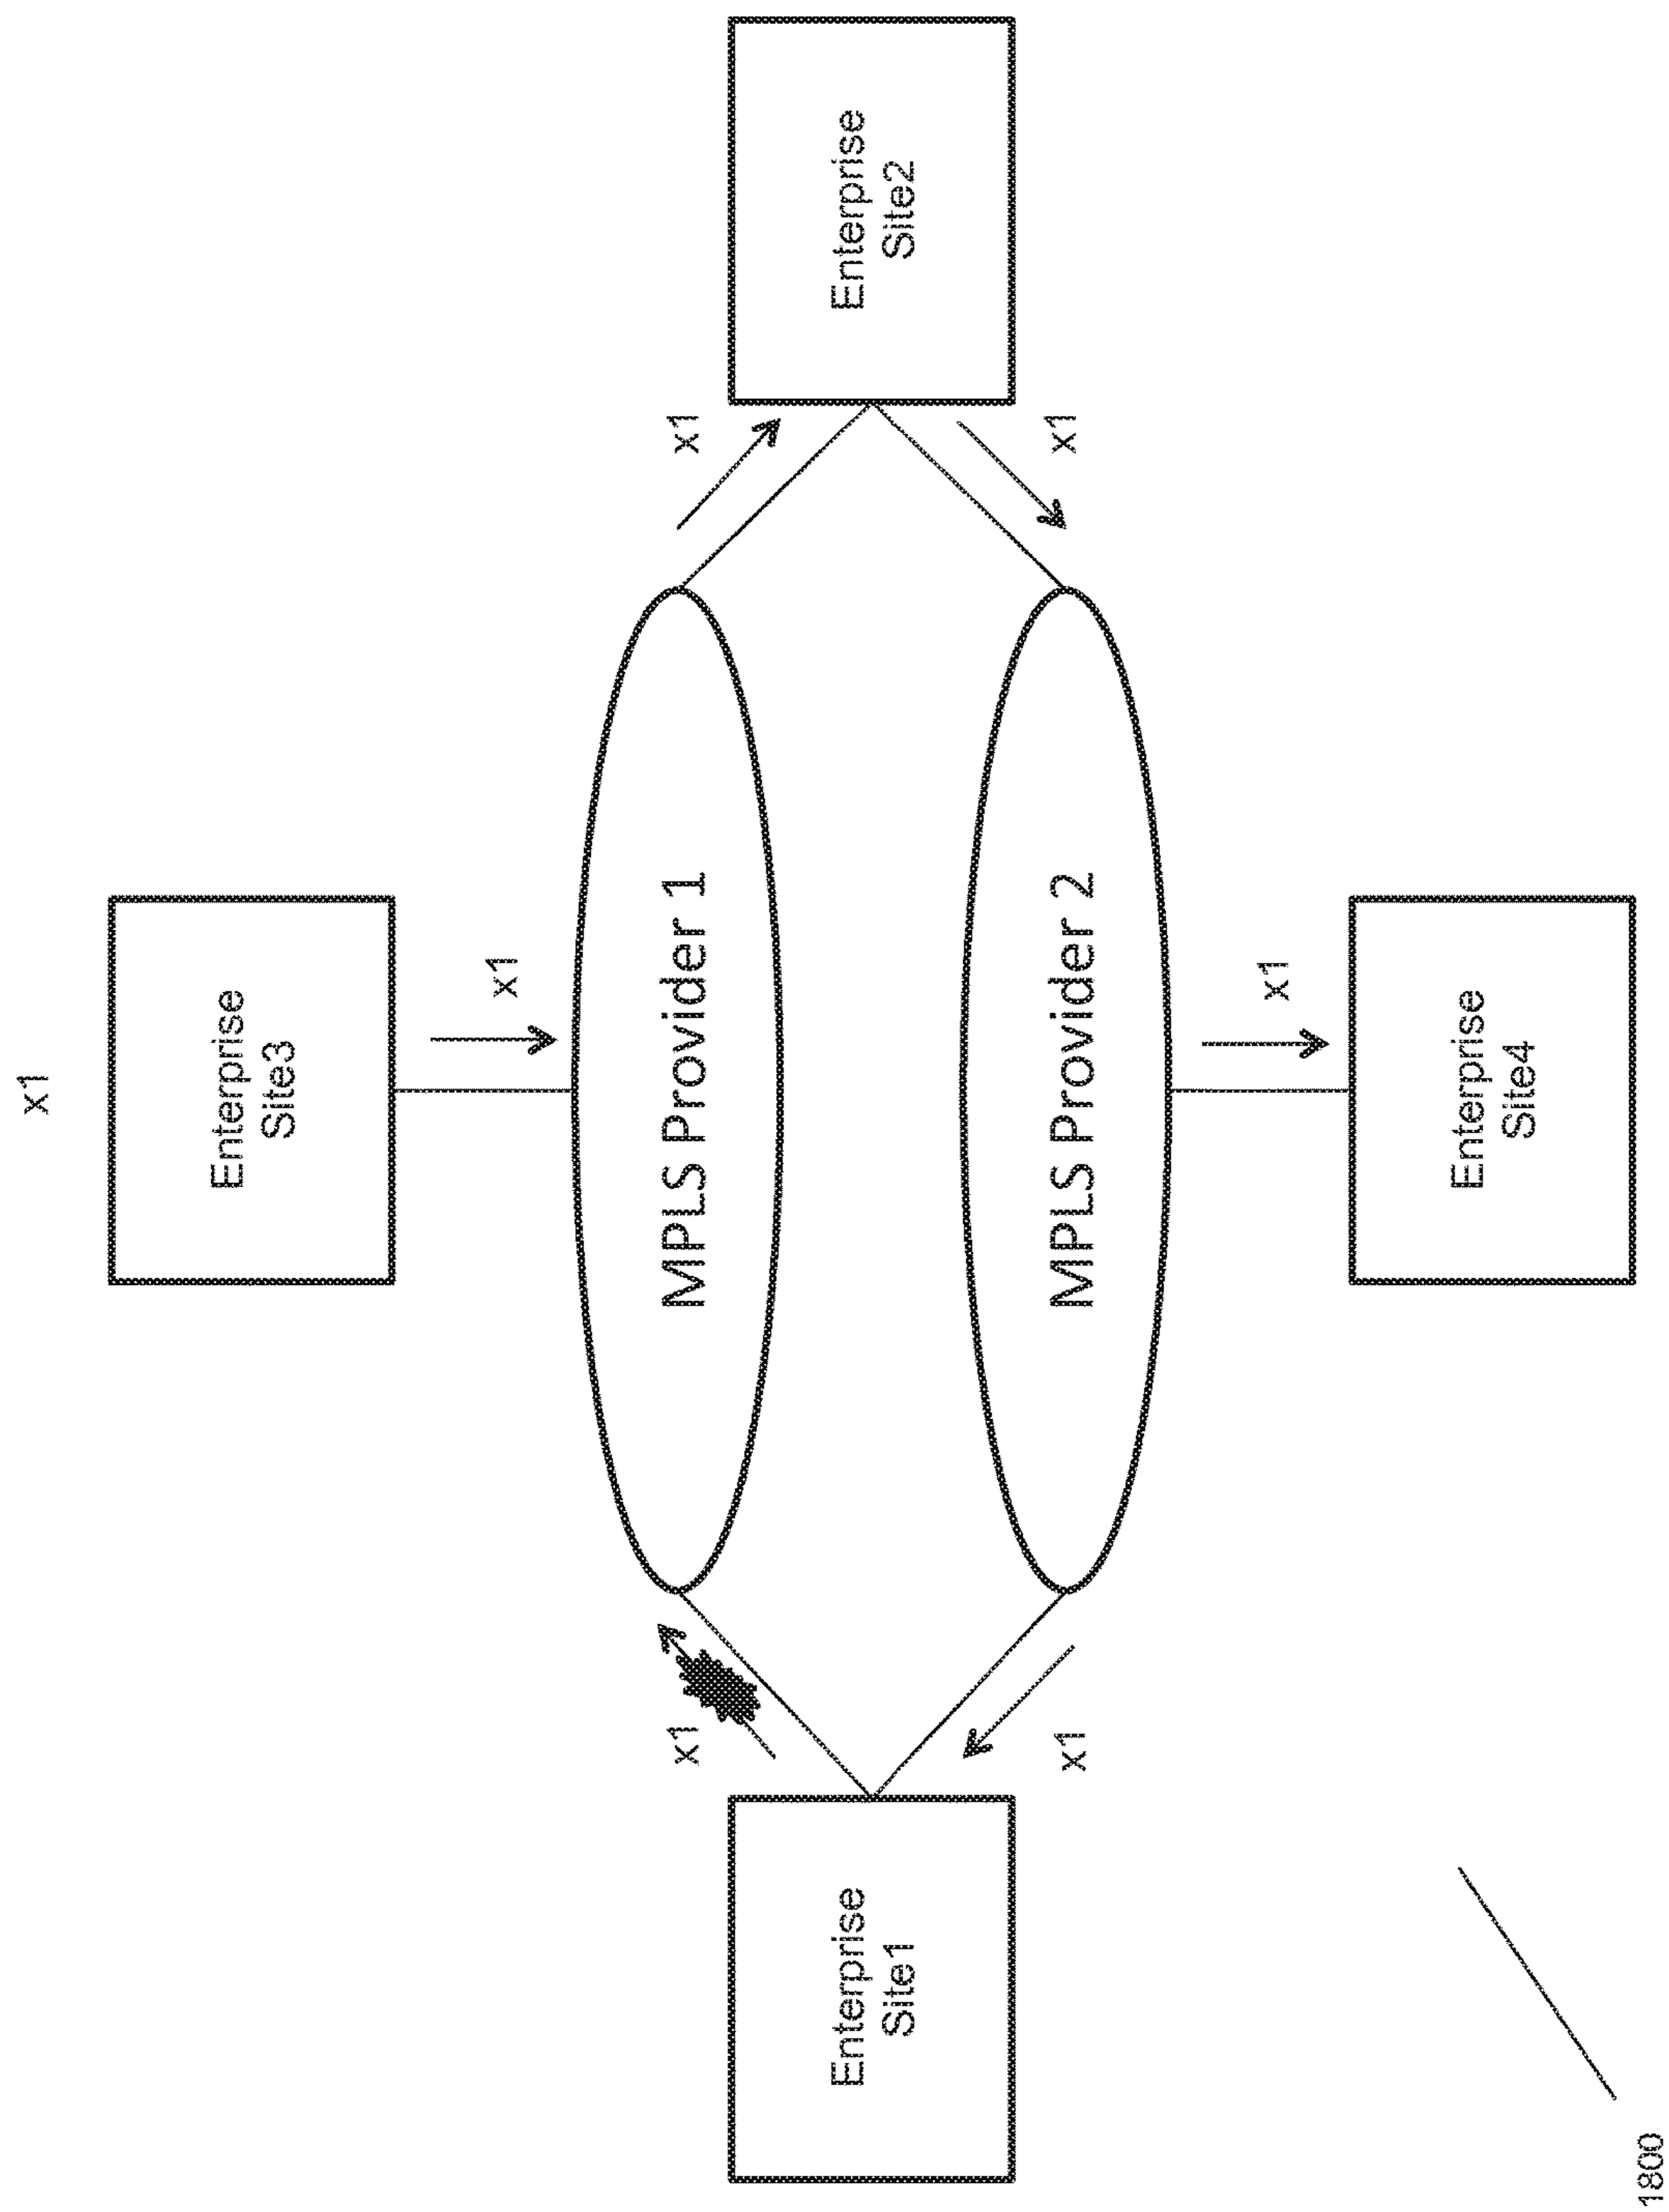 x1
Enterprise
Site3
x1
x1
MPLS Provider 1
x1
Enterprise
Site1
Enterprise
Site2
x1
MPLS Provider 2
x1
x1
Enterprise
Site4
1800